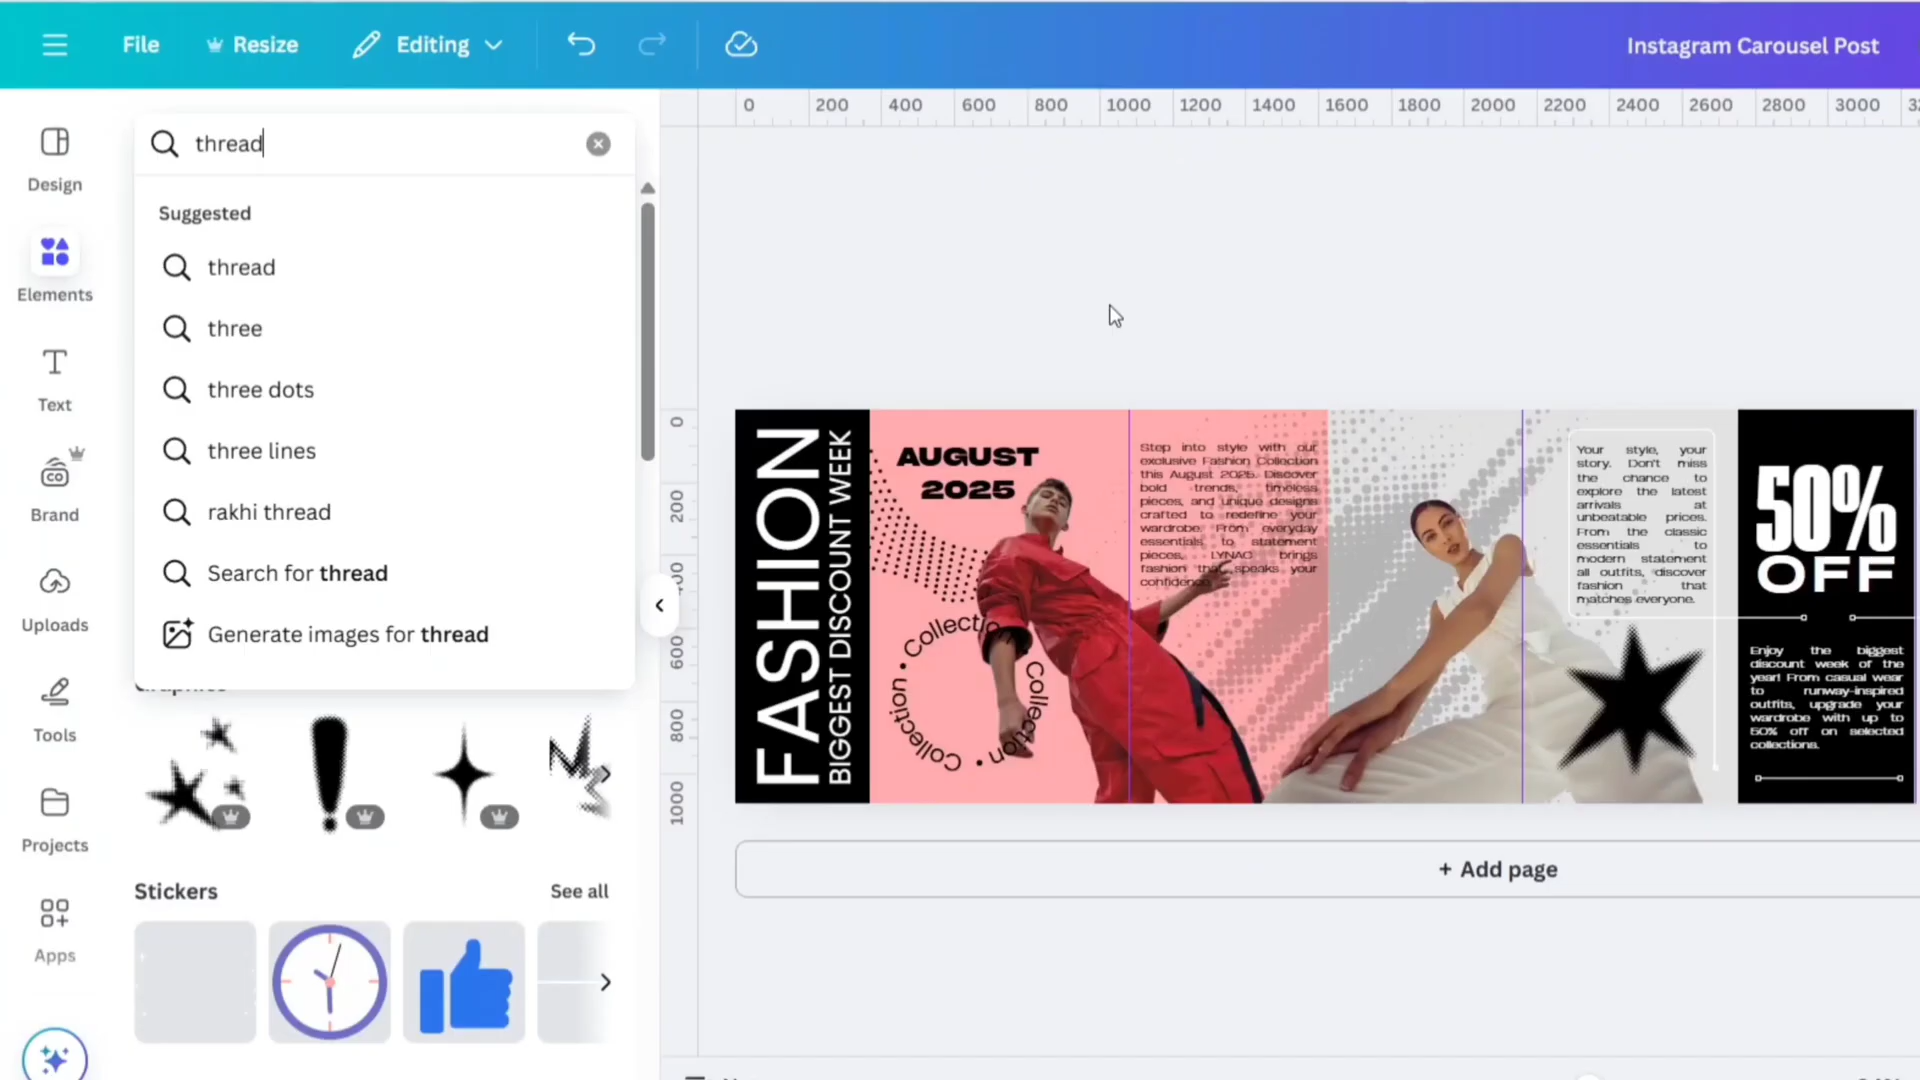 File
Resize
Editing
Instagram Carousel Post
Design
Elements
Text
Brand
Uploads
Tools
Projects
Apps
thread
Suggested
thread
three
three dots
three lines
rakhi thread
Search for thread
Generate images for thread
Stickers
See all
0 200 400 600 800 1000 1200 1400 1600 1800 2000 2200 2400 2600 2800 3000
0
200
600
800
1000
FASHION
BIGGEST DISCOUNT WEEK
AUGUST
2025
Collection • Collection • Collection •
Step into style with our
exclusive Fashion Collection
this August 2025. Discover
bold trends, timeless
pieces, and unique designs
crafted to redefine your
wardrobe. From everyday
essentials to statement
pieces, LYNAC brings
fashion that speaks your
confidence.
Your style, your
story. Don't miss
the chance to
explore the latest
arrivals at
unbeatable prices.
From the classic
essentials to
modern statement
all outfits, discover
fashion that
matches everyone.
50%
OFF
Enjoy the biggest
discount week of the
year! From casual wear
to runway-inspired
outfits, upgrade your
wardrobe with up to
50% off on selected
collections.
+ Add page